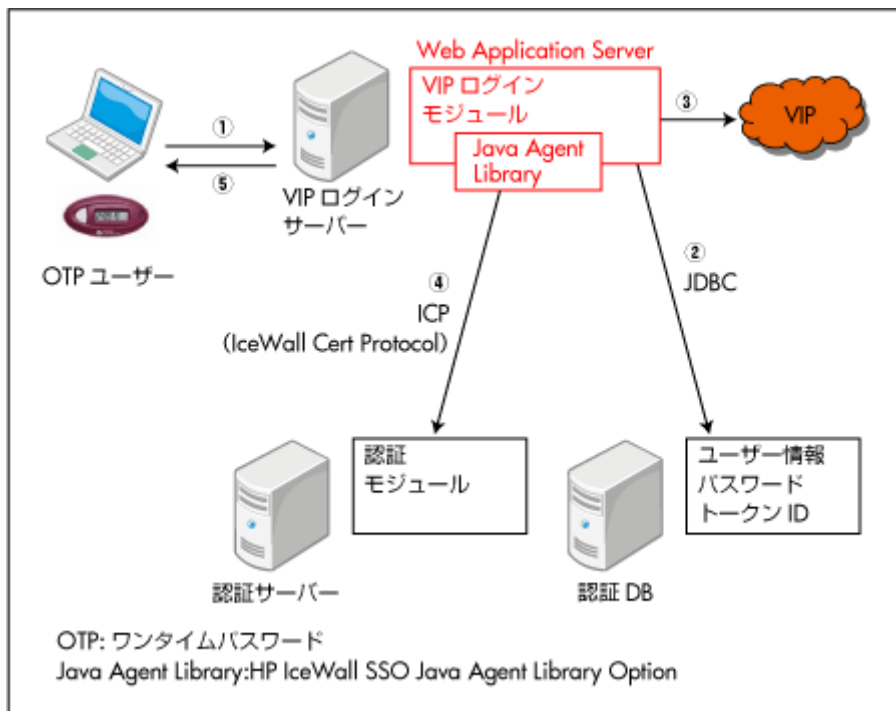 Web Application Server
VIP ログイン
モジュール
Java Agent
Library
①
⑤
③
VIP
VIP ログイン
サーバー
OTP ユーザー
②
JDBC
④
ICP
(IceWall Cert Protocol)
認証
モジュール
ユーザー情報
パスワード
トークン ID
認証サーバー
認証 DB
OTP: ワンタイムパスワード
Java Agent Library:HP IceWall SSO Java Agent Library Option